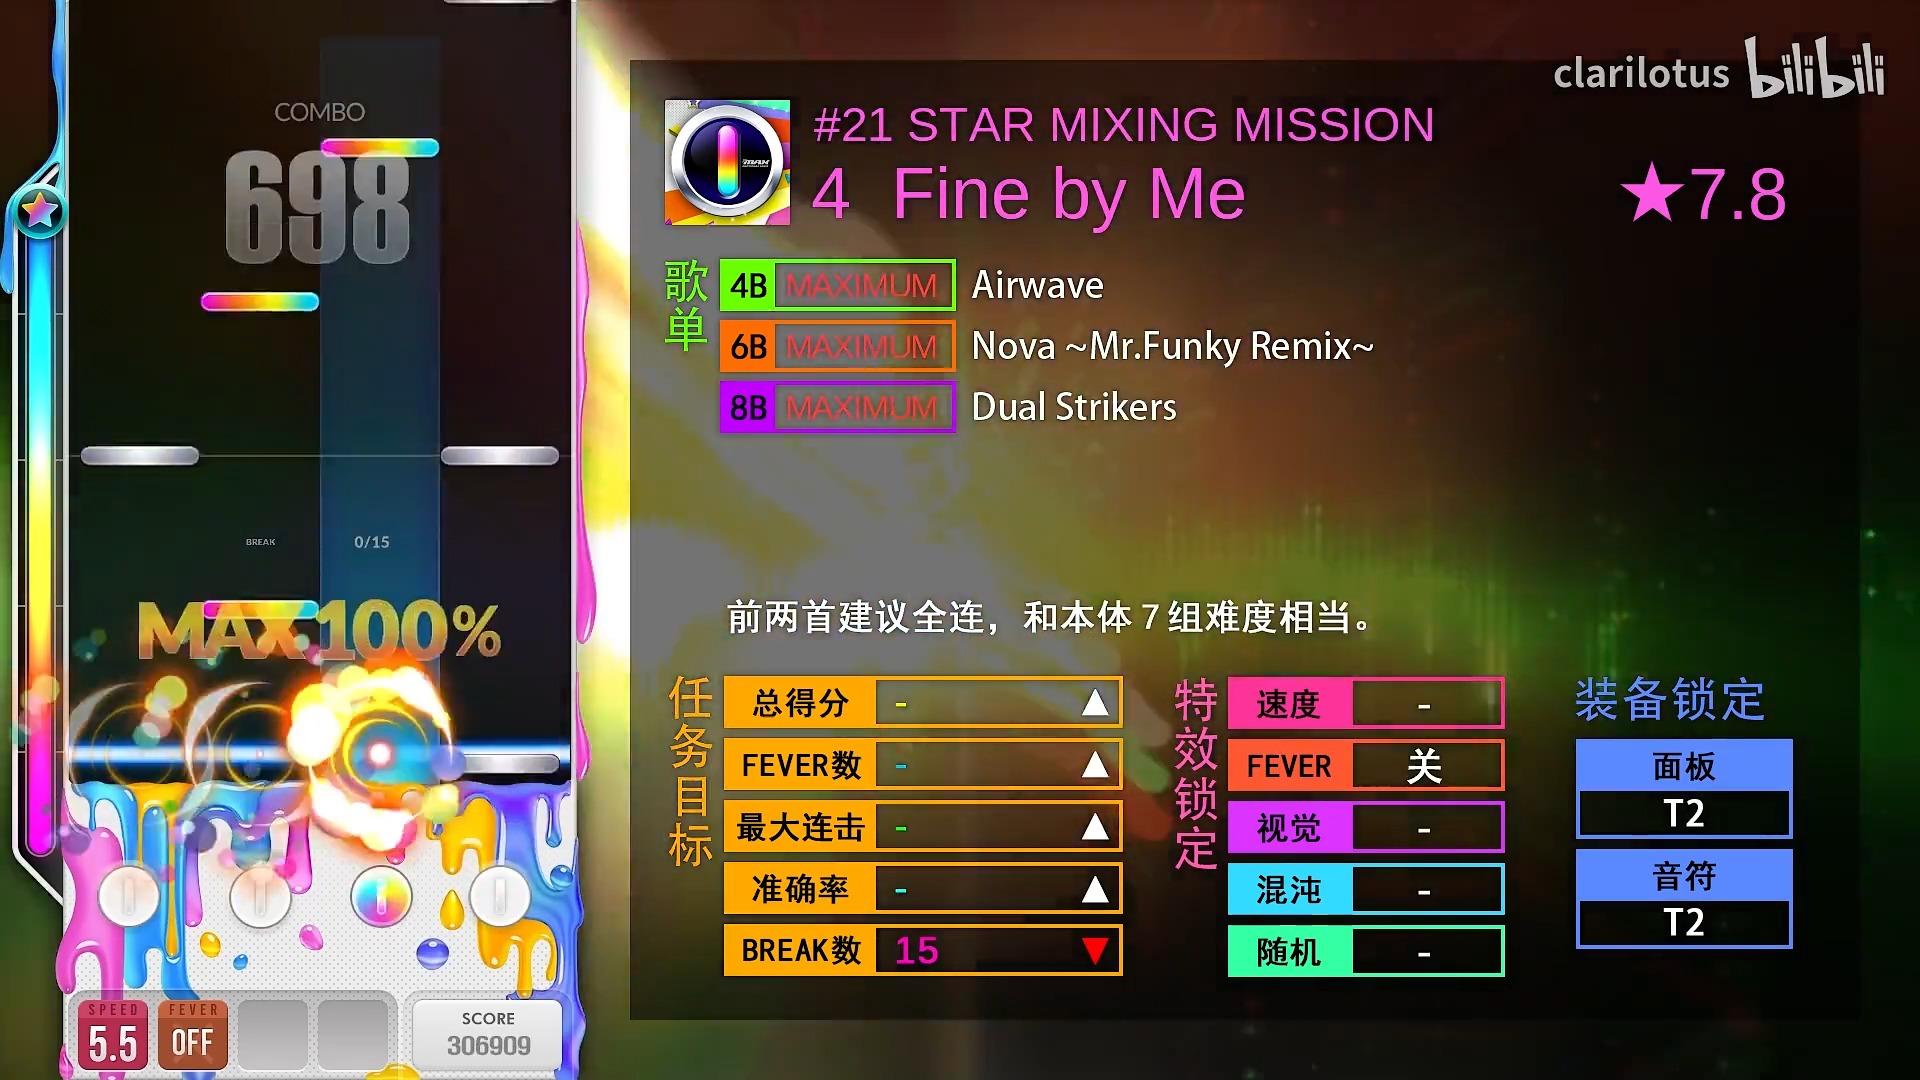 clarilotus bilibili
COMBO
698
BREAK 0/15
MAX 100%
SPEED
5.5
FEVER
OFF
SCORE
306909
#21 STAR MIXING MISSION
4 Fine by Me
★7.8
歌单
4B MAXIMUM Airwave
6B MAXIMUM Nova ~Mr.Funky Remix~
8B MAXIMUM Dual Strikers
前两首建议全连，和本体7组难度相当。
任务目标
总得分 - ▲
FEVER数 - ▲
最大连击 - ▲
准确率 - ▲
BREAK数 15 ▼
特效锁定
速度 -
FEVER 关
视觉 -
混沌 -
随机 -
装备锁定
面板
T2
音符
T2